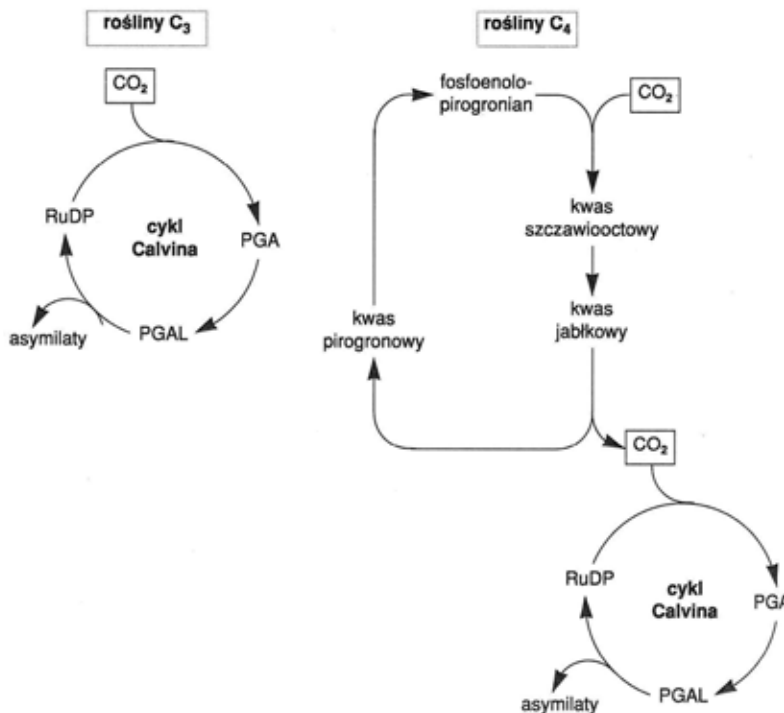 rośliny C₃
CO₂
RuDP
cykl
Calvina
PGA
asymilaty
PGAL
rośliny C₄
fosfoenolo-
pirogronian
CO₂
kwas
szczawiooctowy
kwas
pirogronowy
kwas
jabłkowy
CO₂
RuDP
cykl
Calvina
PGA
asymilaty
PGAL